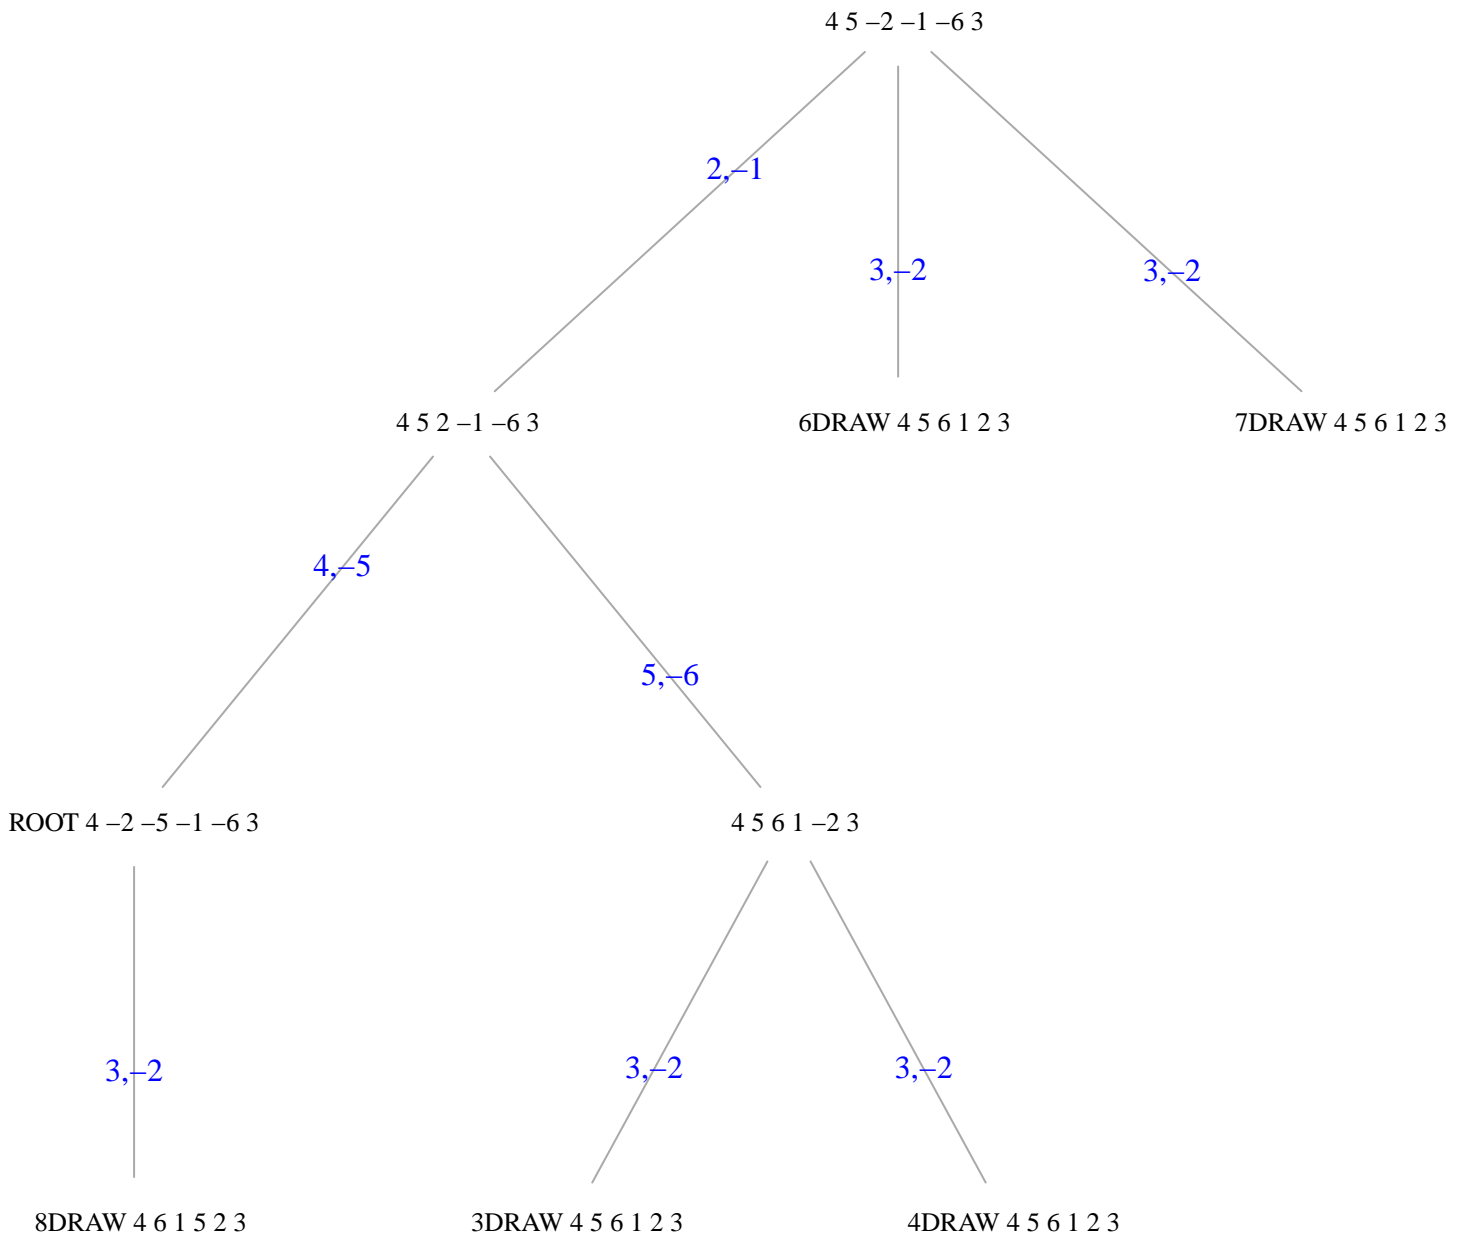 4 5 –2 –1 –6 3
2,–1
3,–2
3,–2
4 5 2 –1 –6 3
6DRAW 4 5 6 1 2 3
7DRAW 4 5 6 1 2 3
4,–5
5,–6
ROOT 4 –2 –5 –1 –6 3
4 5 6 1 –2 3
3,–2
3,–2
3,–2
8DRAW 4 6 1 5 2 3
3DRAW 4 5 6 1 2 3
4DRAW 4 5 6 1 2 3